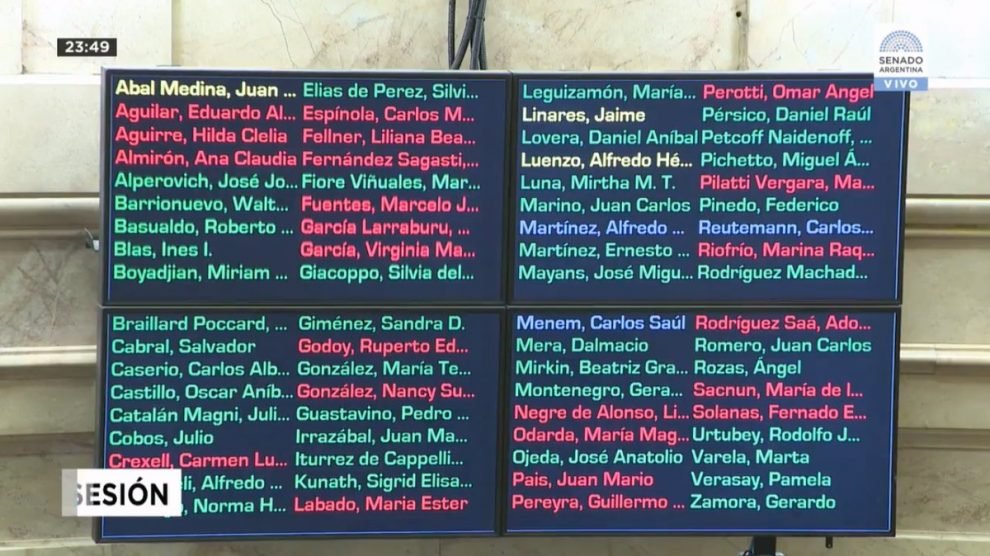 23:49
SENADO
ARGENTINA
VIVO
Abal Medina, Juan ...
Aguilar, Eduardo Al...
Aguirre, Hilda Clelia
Almirón, Ana Claudia
Alperovich, José Jo...
Barrionuevo, Walt...
Basualdo, Roberto ...
Blas, Ines I.
Boyadjian, Miriam ...
Elias de Perez, Silvi...
Espínola, Carlos M...
Fellner, Liliana Bea...
Fernández Sagasti,...
Fiore Viñuales, Mar...
Fuentes, Marcelo J...
García Larraburu, ...
García, Virginia Ma...
Giacoppo, Silvia del...
Leguizamón, María...
Linares, Jaime
Lovera, Daniel Aníbal
Luenzo, Alfredo Hé...
Luna, Mirtha M. T.
Marino, Juan Carlos
Martínez, Alfredo ...
Martínez, Ernesto ...
Mayans, José Migu...
Perotti, Omar Angel
Pérsico, Daniel Raúl
Petcoff Naidenoff, ...
Pichetto, Miguel Á...
Pilatti Vergara, Ma...
Pinedo, Federico
Reutemann, Carlos...
Riofrío, Marina Raq...
Rodríguez Machad...
Braillard Poccard, ...
Cabral, Salvador
Caserio, Carlos Alb...
Castillo, Oscar Aníb...
Catalán Magni, Juli...
Cobos, Julio
Crexell, Carmen Lu...
li, Alfredo ...
, Norma H...
Giménez, Sandra D.
Godoy, Ruperto Ed...
González, María Te...
González, Nancy Su...
Guastavino, Pedro ...
Irrazábal, Juan Ma...
Iturrez de Cappelli...
Kunath, Sigrid Elisa...
Labado, Maria Ester
Menem, Carlos Saúl
Mera, Dalmacio
Mirkin, Beatriz Gra...
Montenegro, Gera...
Negre de Alonso, Li...
Odarda, María Mag...
Ojeda, José Anatolio
Pais, Juan Mario
Pereyra, Guillermo ...
Rodríguez Saá, Ado...
Romero, Juan Carlos
Rozas, Ángel
Sacnun, María de l...
Solanas, Fernado E...
Urtubey, Rodolfo J...
Varela, Marta
Verasay, Pamela
Zamora, Gerardo
SESIÓN